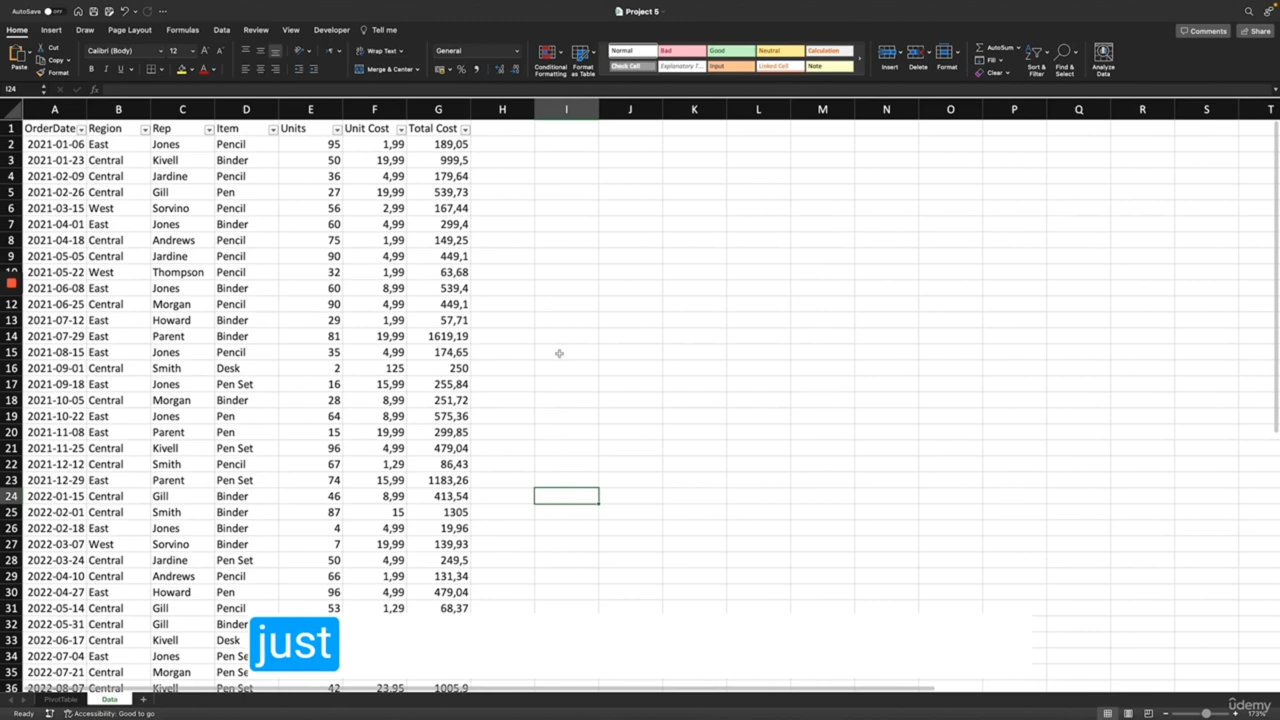 AutoSave OFF
Project 5
Home Insert Draw Page Layout Formulas Data Review View Developer Tell me
Comments Share
Paste Cut Copy Format
Calibri (Body) 12
B I U
Wrap Text
Merge & Center
General
Conditional Formatting
Format as Table
Normal Bad Good Neutral Calculation
Check Cell Explanatory T... Input Linked Cell Note
Insert Delete Format
AutoSum
Fill
Clear
Sort & Filter
Find & Select
Analyze Data
I24 fx
A B C D E F G H I J K L M N O P Q R S T
1 OrderDate Region Rep Item Units Unit Cost Total Cost
2 2021-01-06 East Jones Pencil 95 1,99 189,05
3 2021-01-23 Central Kivell Binder 50 19,99 999,5
4 2021-02-09 Central Jardine Pencil 36 4,99 179,64
5 2021-02-26 Central Gill Pen 27 19,99 539,73
6 2021-03-15 West Sorvino Pencil 56 2,99 167,44
7 2021-04-01 East Jones Binder 60 4,99 299,4
8 2021-04-18 Central Andrews Pencil 75 1,99 149,25
9 2021-05-05 Central Jardine Pencil 90 4,99 449,1
2021-05-22 West Thompson Pencil 32 1,99 63,68
2021-06-08 East Jones Binder 60 8,99 539,4
12 2021-06-25 Central Morgan Pencil 90 4,99 449,1
13 2021-07-12 East Howard Binder 29 1,99 57,71
14 2021-07-29 East Parent Binder 81 19,99 1619,19
15 2021-08-15 East Jones Pencil 35 4,99 174,65
16 2021-09-01 Central Smith Desk 2 125 250
17 2021-09-18 East Jones Pen Set 16 15,99 255,84
18 2021-10-05 Central Morgan Binder 28 8,99 251,72
19 2021-10-22 East Jones Pen 64 8,99 575,36
20 2021-11-08 East Parent Pen 15 19,99 299,85
21 2021-11-25 Central Kivell Pen Set 96 4,99 479,04
22 2021-12-12 Central Smith Pencil 67 1,29 86,43
23 2021-12-29 East Parent Pen Set 74 15,99 1183,26
24 2022-01-15 Central Gill Binder 46 8,99 413,54
25 2022-02-01 Central Smith Binder 87 15 1305
26 2022-02-18 East Jones Binder 4 4,99 19,96
27 2022-03-07 West Sorvino Binder 7 19,99 139,93
28 2022-03-24 Central Jardine Pen Set 50 4,99 249,5
29 2022-04-10 Central Andrews Pencil 66 1,99 131,34
30 2022-04-27 East Howard Pen 96 4,99 479,04
31 2022-05-14 Central Gill Pencil 53 1,29 68,37
32 2022-05-31 Central Gill Binder
33 2022-06-17 Central Kivell Desk
34 2022-07-04 East Jones Pen Se
35 2022-07-21 Central Morgan Pen Se
36 2022-08-07 Central Kivell Pen Set 42 23,95 1005,9
just
PivotTable Data +
Ready Accessibility: Good to go
173%
udemy